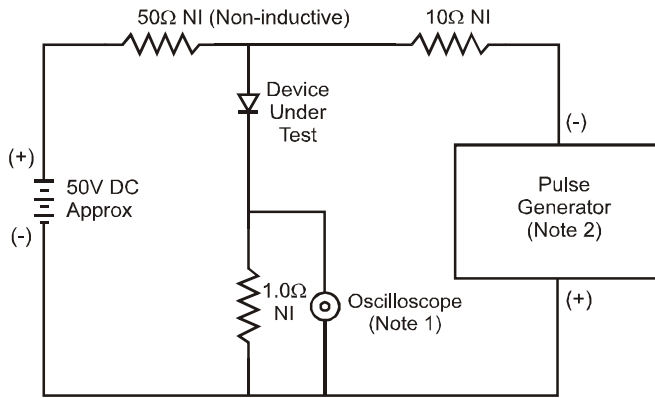 50Ω NI (Non-inductive)
10Ω NI
Device
Under
Test
(-)
(+)
50V DC
Approx
(-)
Pulse
Generator
(Note 2)
1.0Ω
NI
Oscilloscope
(Note 1)
(+)